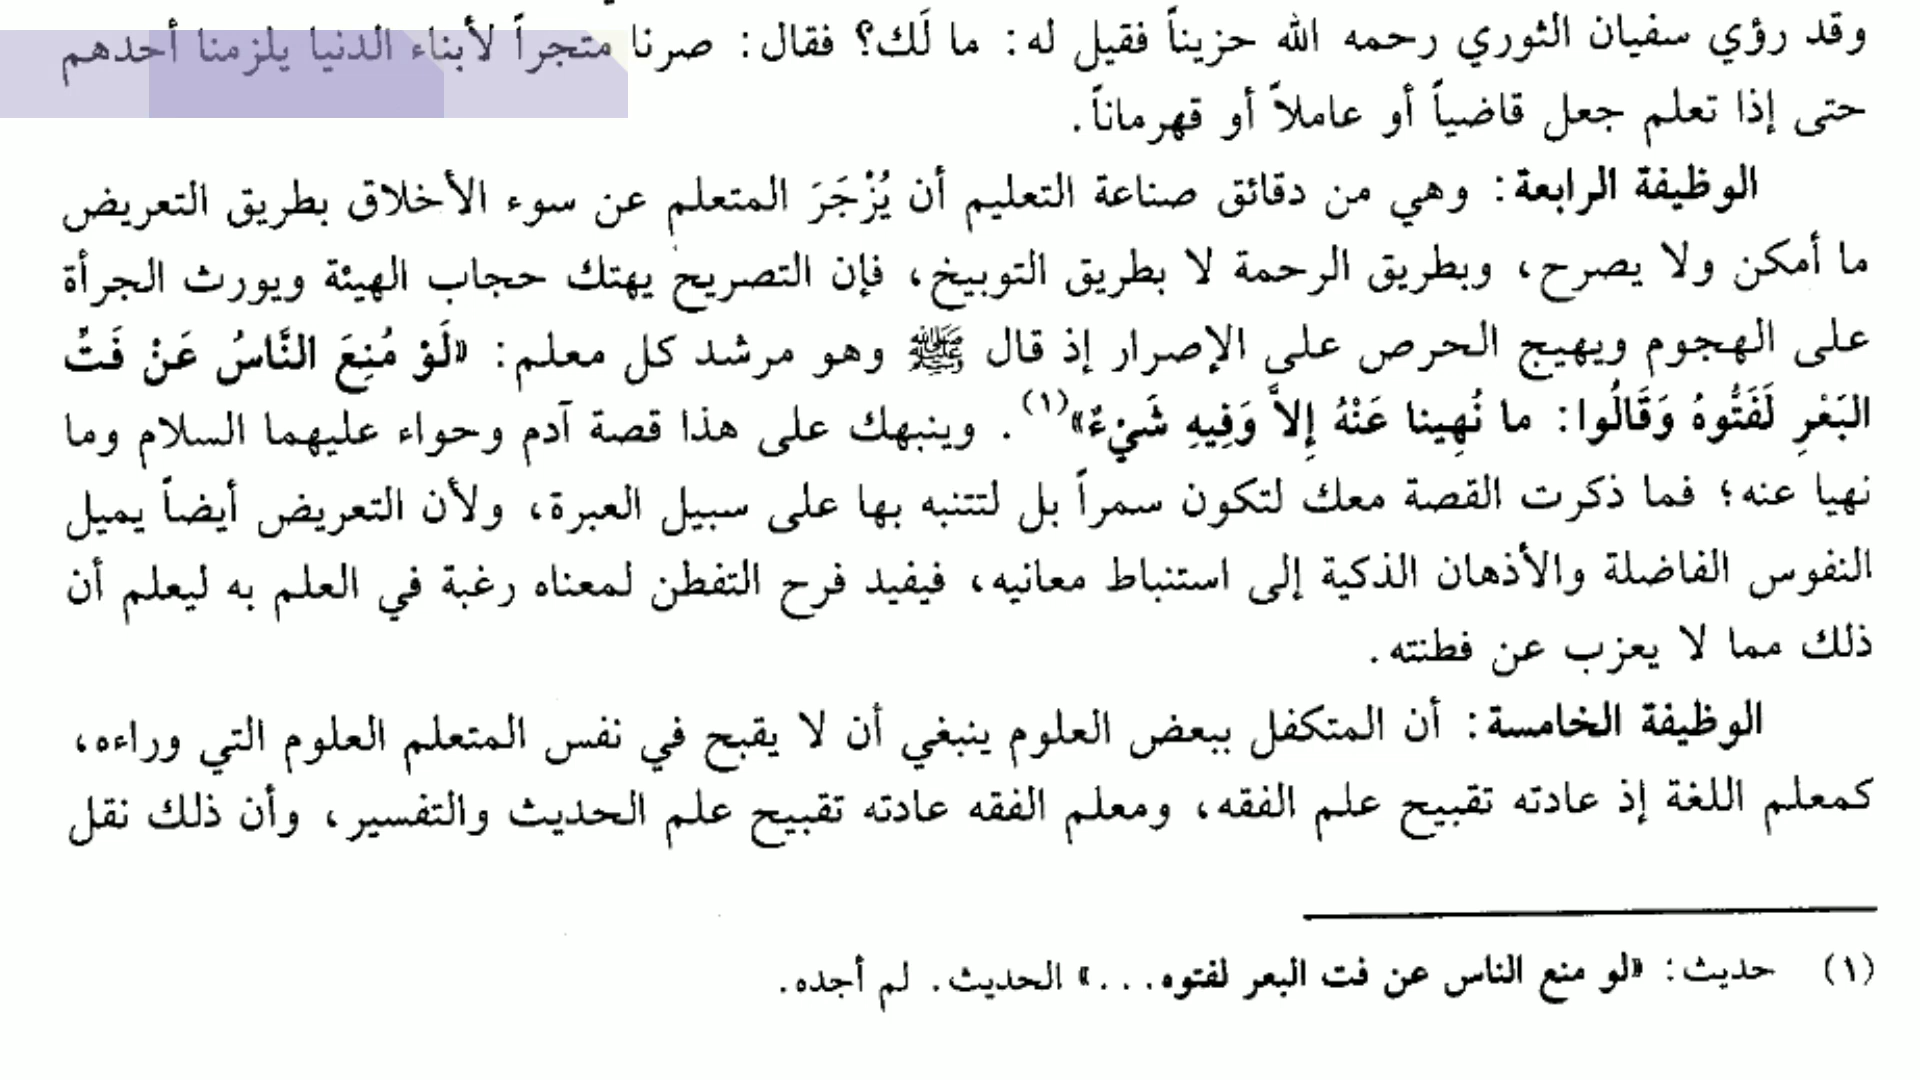 وقد رؤي سفيان الثوري رحمه الله حزيناً فقيل له: ما لَك؟ فقال: صرنا متجراً لأبناء الدنيا يلزمنا أحدهم
حتى إذا تعلم جعل قاضياً أو عاملاً أو قهرماناً.
الوظيفة الرابعة: وهي من دقائق صناعة التعليم أن يُزْجَرَ المتعلم عن سوء الأخلاق بطريق التعريض
ما أمكن ولا يصرح، وبطريق الرحمة لا بطريق التوبيخ، فإن التصريح يهتك حجاب الهيئة ويورث الجرأة
على الهجوم ويهيج الحرص على الإصرار إذ قال ﷺ وهو مرشد كل معلم: «لَوْ مُنِعَ النَّاسُ عَنْ فَتِّ
البَعْرِ لَفَتُّوهُ وَقَالُوا: ما نُهِينا عَنْهُ إِلاَّ وَفِيهِ شَيْءٌ»(١). وينبهك على هذا قصة آدم وحواء عليهما السلام وما
نهيا عنه؛ فما ذكرت القصة معك لتكون سمراً بل لتتنبه بها على سبيل العبرة، ولأن التعريض أيضاً يميل
النفوس الفاضلة والأذهان الذكية إلى استنباط معانيه، فيفيد فرح التفطن لمعناه رغبة في العلم به ليعلم أن
ذلك مما لا يعزب عن فطنته.
الوظيفة الخامسة: أن المتكفل ببعض العلوم ينبغي أن لا يقبح في نفس المتعلم العلوم التي وراءه،
كمعلم اللغة إذ عادته تقبيح علم الفقه، ومعلم الفقه عادته تقبيح علم الحديث والتفسير، وأن ذلك نقل
(١) حديث: «لو منع الناس عن فت البعر لفتوه...» الحديث. لم أجده.